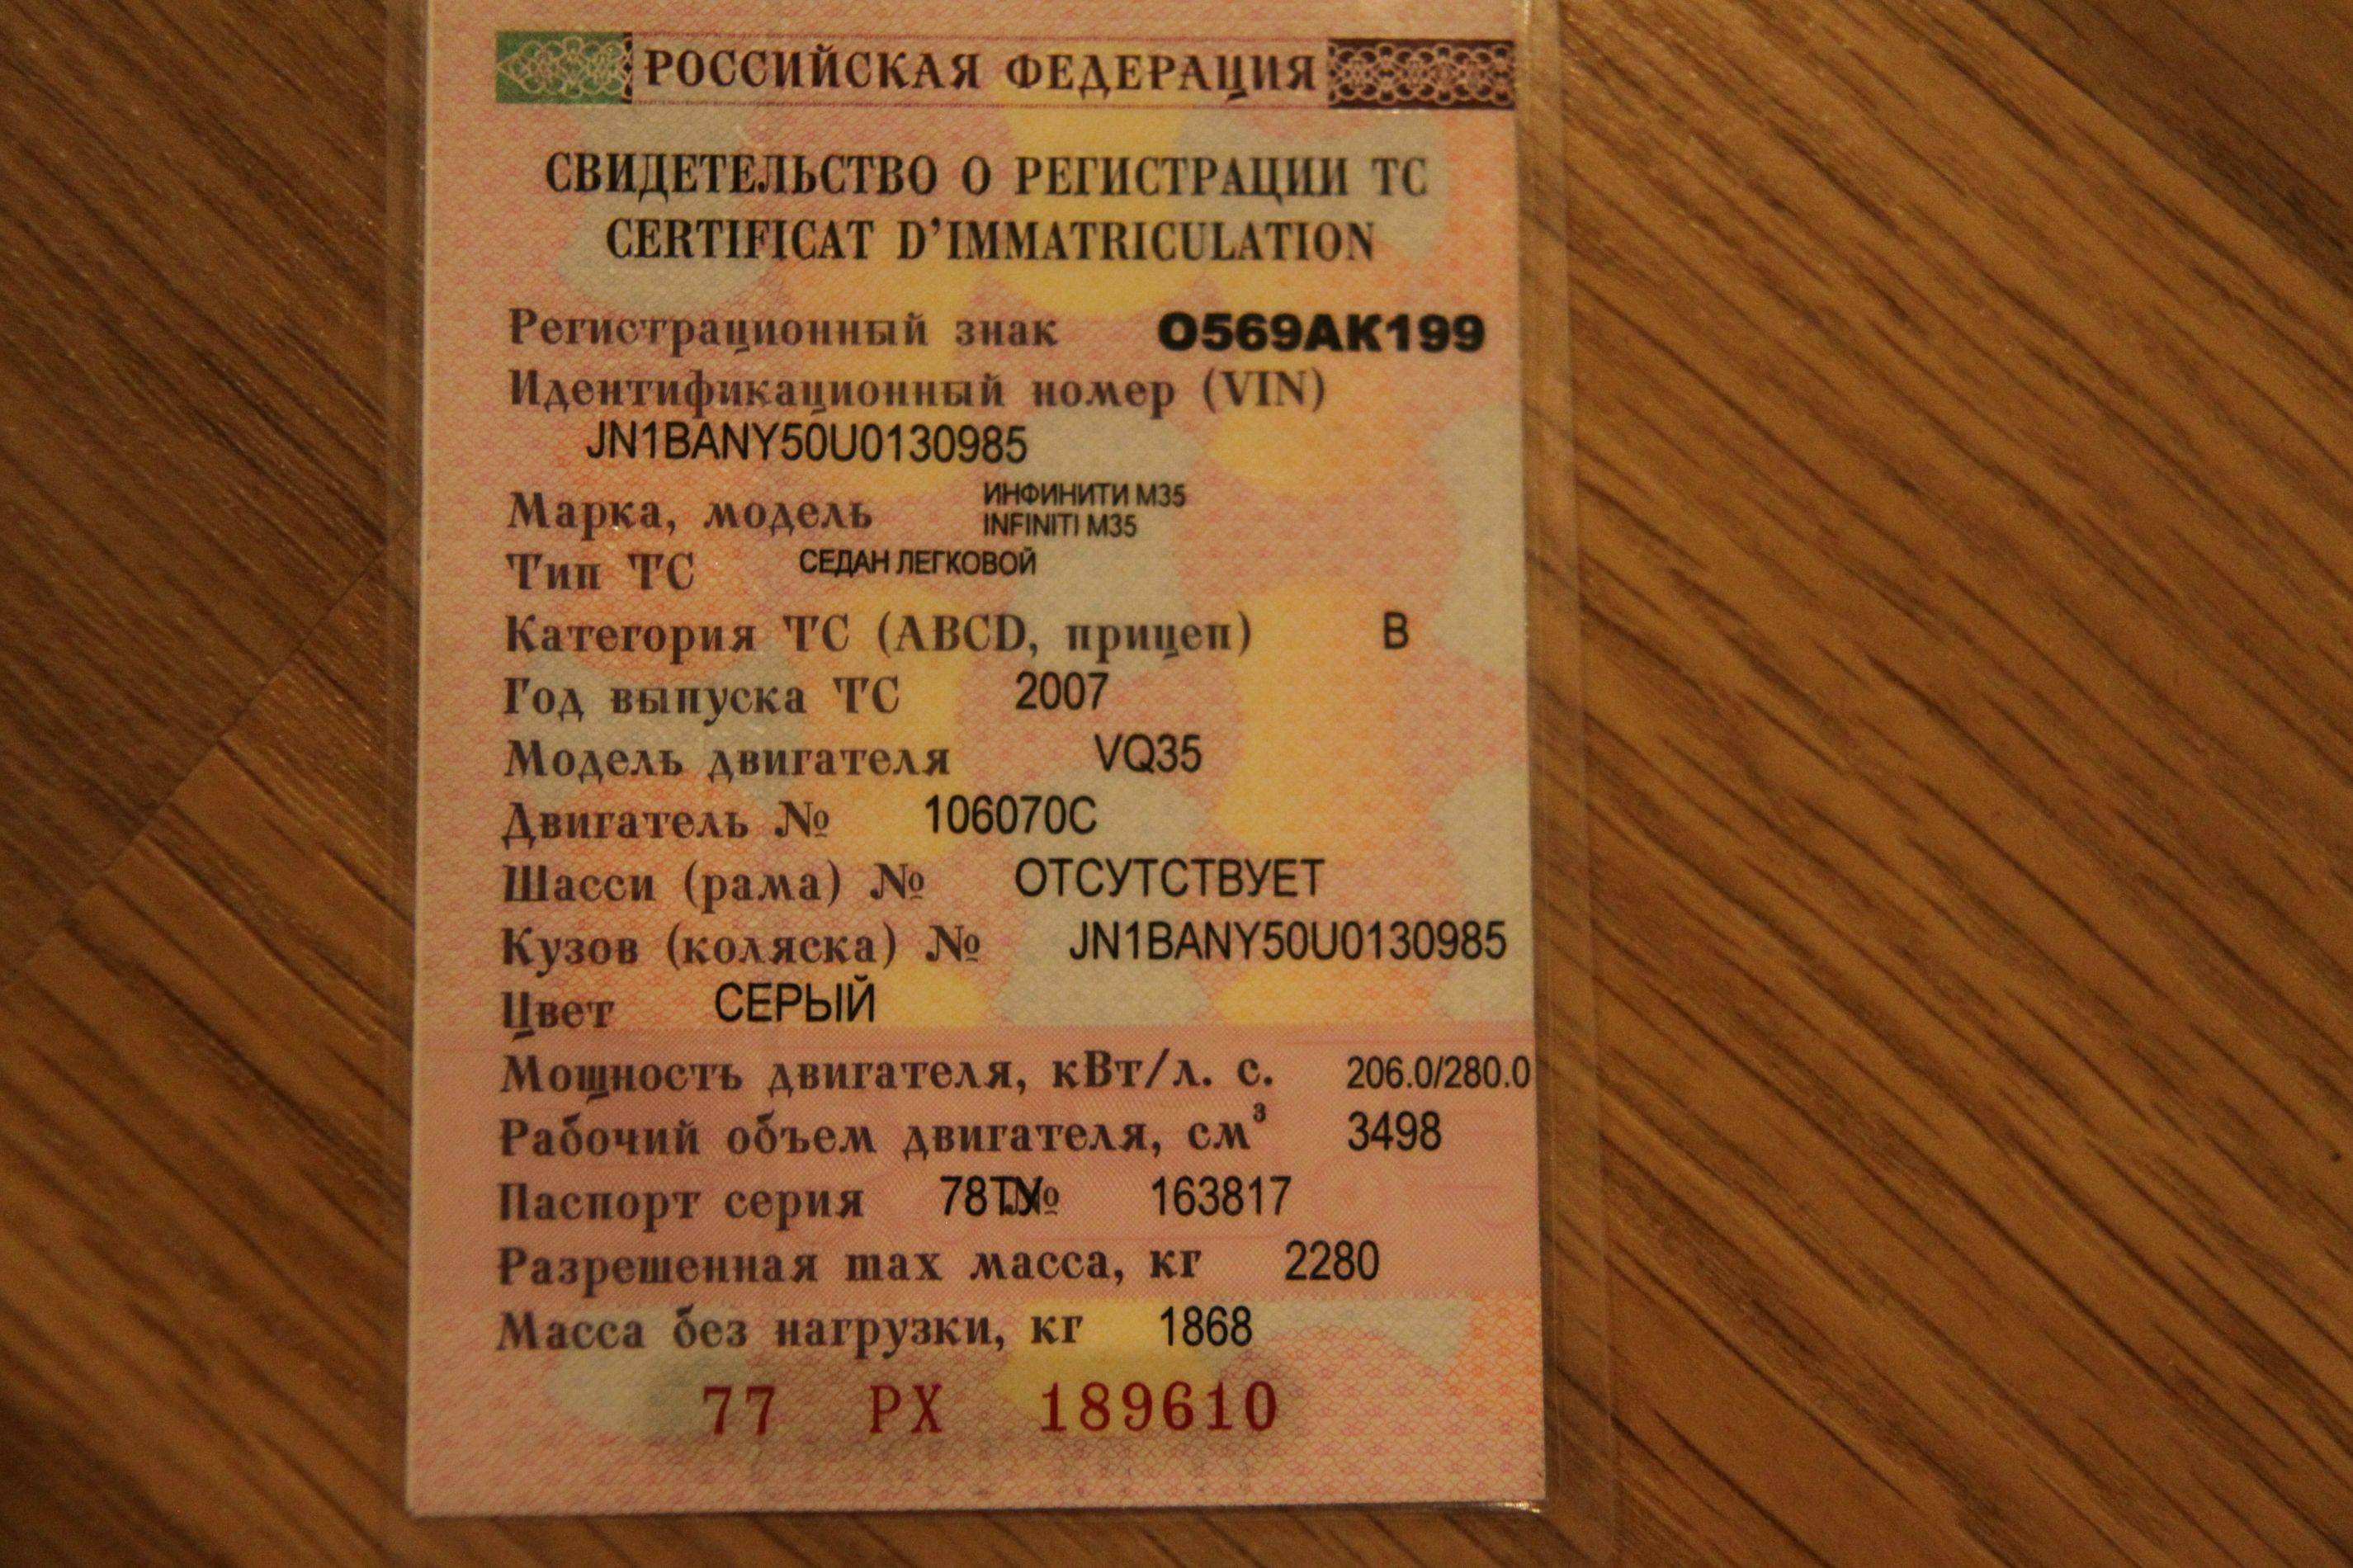 РОССИЙСКАЯ ФЕДЕРАЦИЯ
СВИДЕТЕЛЬСТВО О РЕГИСТРАЦИИ ТС
CERTIFICAT D'IMMATRICULATION
Регистрационный знак О569АК199
Идентификационный номер (VIN)
JN1BANY50U0130985
Марка, модель ИНФИНИТИ М35
INFINITI M35
Тип ТС СЕДАН ЛЕГКОВОЙ
Категория ТС (ABCD, прицеп) B
Год выпуска ТС 2007
Модель двигателя VQ35
Двигатель № 106070C
Шасси (рама) № ОТСУТСТВУЕТ
Кузов (коляска) № JN1BANY50U0130985
Цвет СЕРЫЙ
Мощность двигателя, кВт/л. с. 206.0/280.0
Рабочий объем двигателя, см³ 3498
Паспорт серия 78ТУ № 163817
Разрешенная max масса, кг 2280
Масса без нагрузки, кг 1868
77 РХ 189610